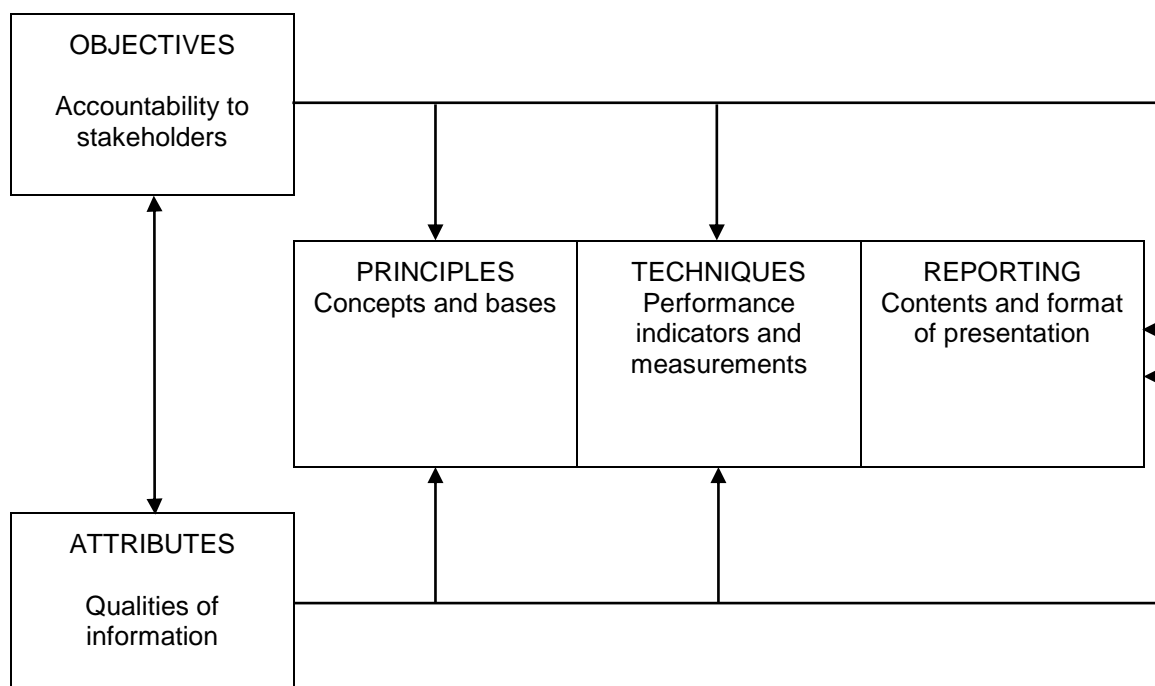 OBJECTIVES
Accountability to
stakeholders
PRINCIPLES
Concepts and bases
TECHNIQUES
Performance
indicators and
measurements
REPORTING
Contents and format
of presentation
ATTRIBUTES
Qualities of
information